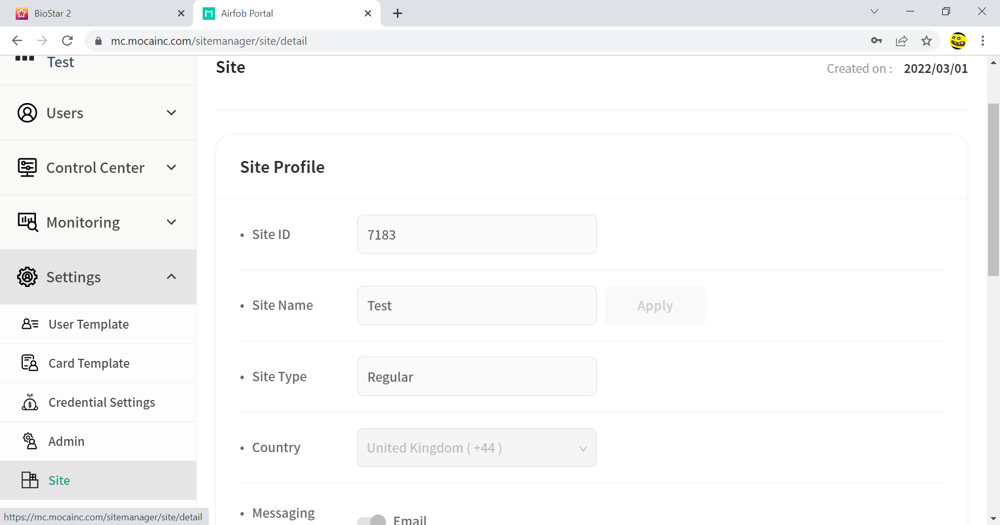 BioStar 2
Airfob Portal
mc.mocainc.com/sitemanager/site/detail
Test
Users
Control Center
Monitoring
Settings
User Template
Card Template
Credential Settings
Admin
Site
https://mc.mocainc.com/sitemanager/site/detail
Site
Created on : 2022/03/01
Site Profile
• Site ID 7183
• Site Name Test Apply
• Site Type Regular
• Country United Kingdom ( +44 )
• Messaging
Email